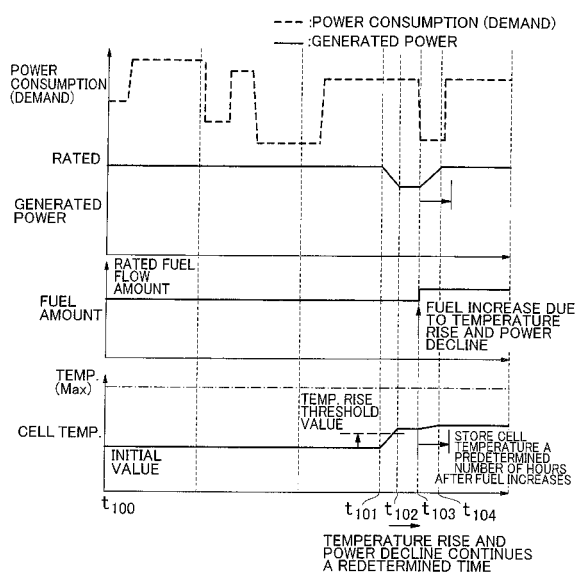 --- :POWER CONSUMPTION (DEMAND)
— :GENERATED POWER
POWER
CONSUMPTION
(DEMAND)
RATED
GENERATED
POWER
RATED FUEL
FLOW
AMOUNT
FUEL
AMOUNT
FUEL INCREASE DUE
TO TEMPERATURE
RISE AND POWER
DECLINE
TEMP.
(Max)
TEMP. RISE
THRESHOLD
VALUE
CELL TEMP.
INITIAL
VALUE
STORE CELL
TEMPERATURE A
PREDETERMINED
NUMBER OF HOURS
AFTER FUEL INCREASES
t100
t101 t102 t103 t104
TEMPERATURE RISE AND
POWER DECLINE CONTINUES
A REDETERMINED TIME